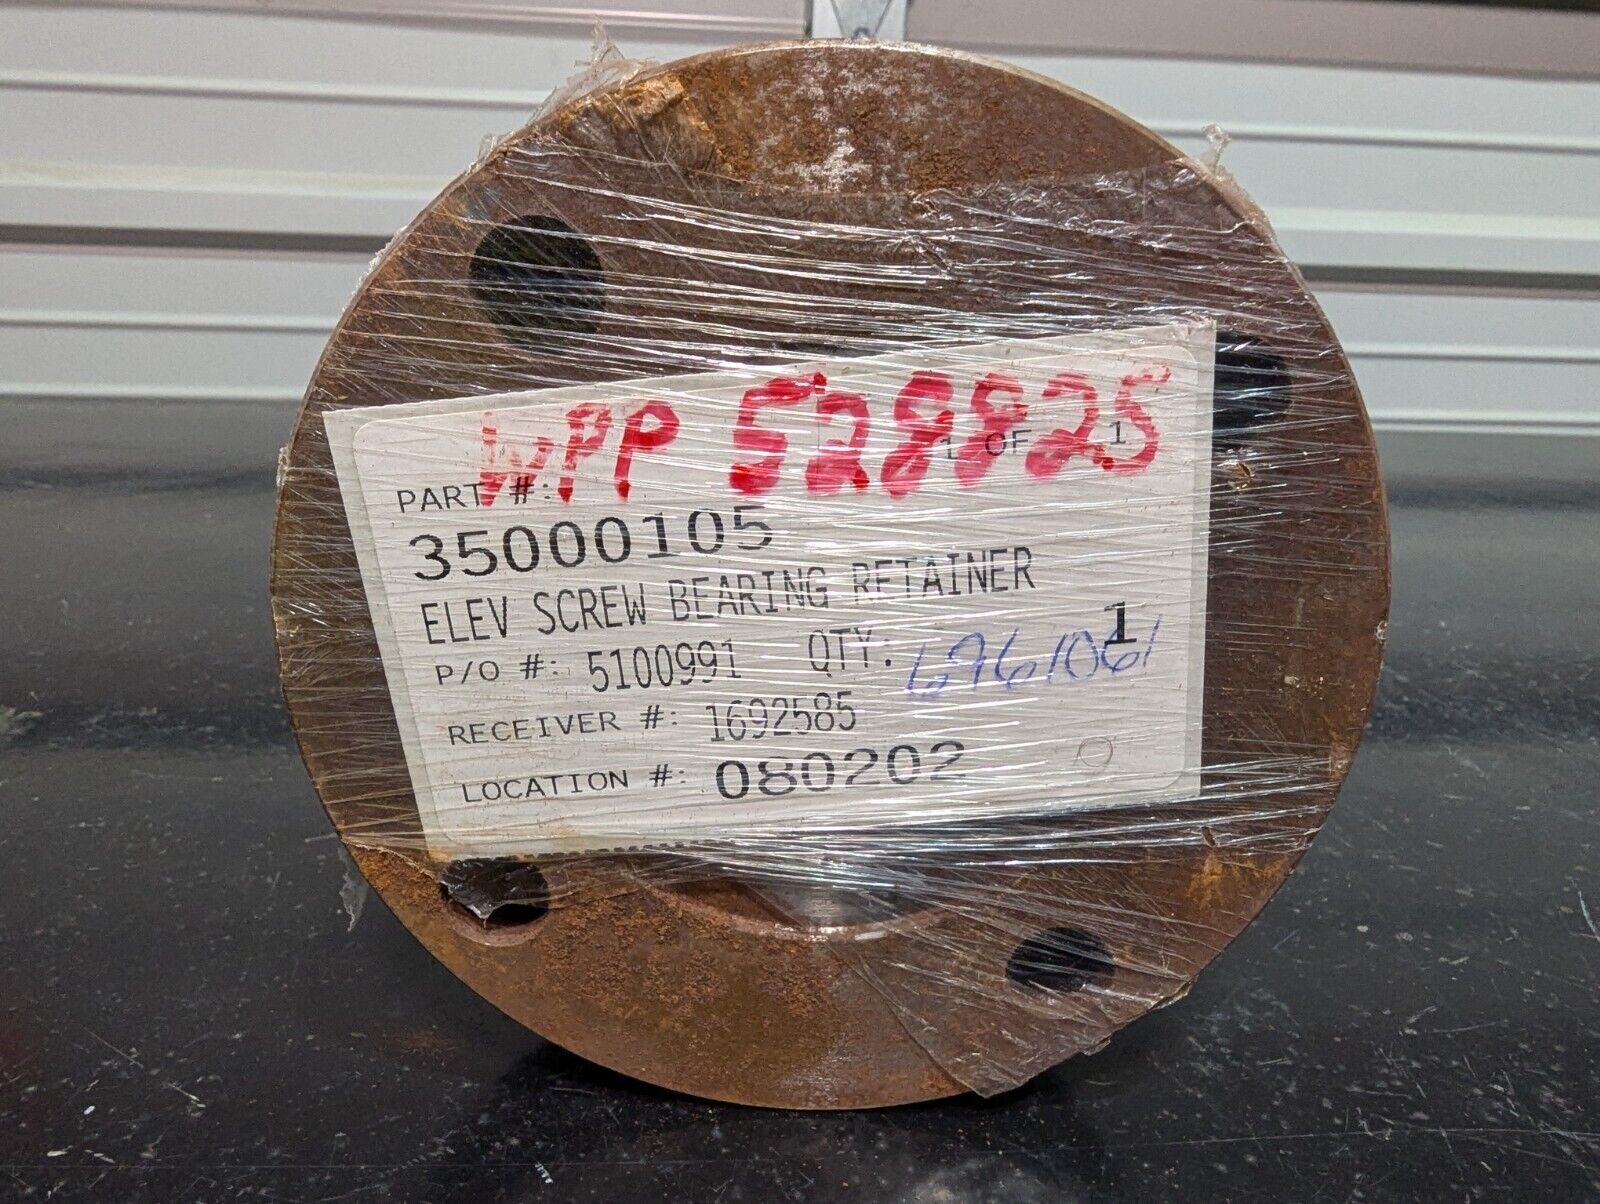 WPP 528825
1 OF 1
PART #:
35000105
ELEV SCREW BEARING RETAINER
P/O #: 5100991 QTY: 1
6961061
RECEIVER #: 1692585
LOCATION #: 080202